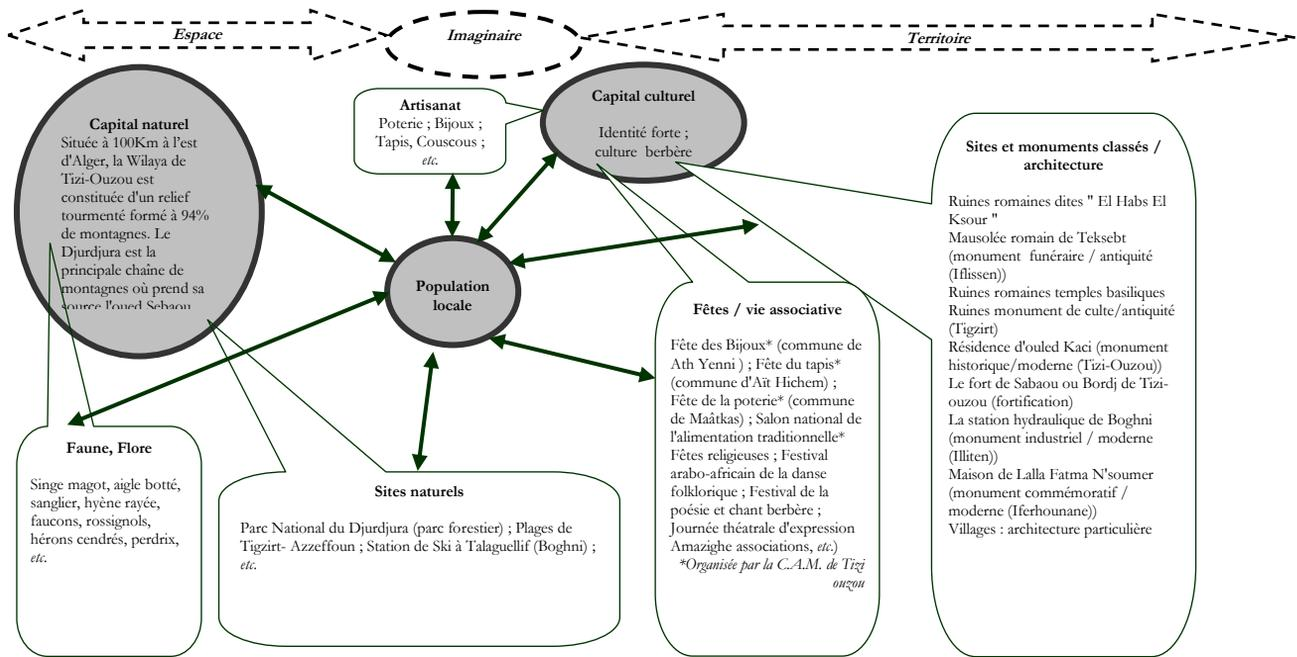 Espace
Imaginaire
Territoire
Capital naturel
Située à 100Km à l'est
d'Alger, la Wilaya de
Tizi-Ouzou est
constituée d'un relief
tourmenté formé à 94%
de montagnes. Le
Djurdjura est la
principale chaîne de
montagnes où prend sa
source l'oued Sebaou
Artisanat
Poterie ; Bijoux ;
Tapis, Couscous ;
etc.
Capital culturel
Identité forte ;
culture berbère
Population
locale
Faune, Flore
Singe magot, aigle botté,
sanglier, hyène rayée,
faucons, rossignols,
hérons cendrés, perdrix,
etc.
Sites naturels
Parc National du Djurdjura (parc forestier) ; Plages de
Tigzirt- Azzeffoun ; Station de Ski à Talaguellif (Boghni) ;
etc.
Fêtes / vie associative
Fête des Bijoux* (commune de
Ath Yenni ) ; Fête du tapis*
(commune d'Aït Hichem) ;
Fête de la poterie* (commune
de Maâtkas) ; Salon national de
l'alimentation traditionnelle*
Fêtes religieuses ; Festival
arabo-africain de la danse
folklorique ; Festival de la
poésie et chant berbère ;
Journée théatrale d'expression
Amazighe associations, etc.)
*Organisée par la C.A.M. de Tizi
ouzou
Sites et monuments classés /
architecture
Ruines romaines dites " El Habs El
Ksour "
Mausolée romain de Teksebt
(monument funéraire / antiquité
(Iflissen))
Ruines romaines temples basiliques
Ruines monument de culte/antiquité
(Tigzirt)
Résidence d'ouled Kaci (monument
historique/moderne (Tizi-Ouzou))
Le fort de Sabaou ou Bordj de Tizi-
ouzou (fortification)
La station hydraulique de Boghni
(monument industriel / moderne
(Illiten))
Maison de Lalla Fatma N'soumer
(monument commémoratif /
moderne (Iferhounane))
Villages : architecture particulière